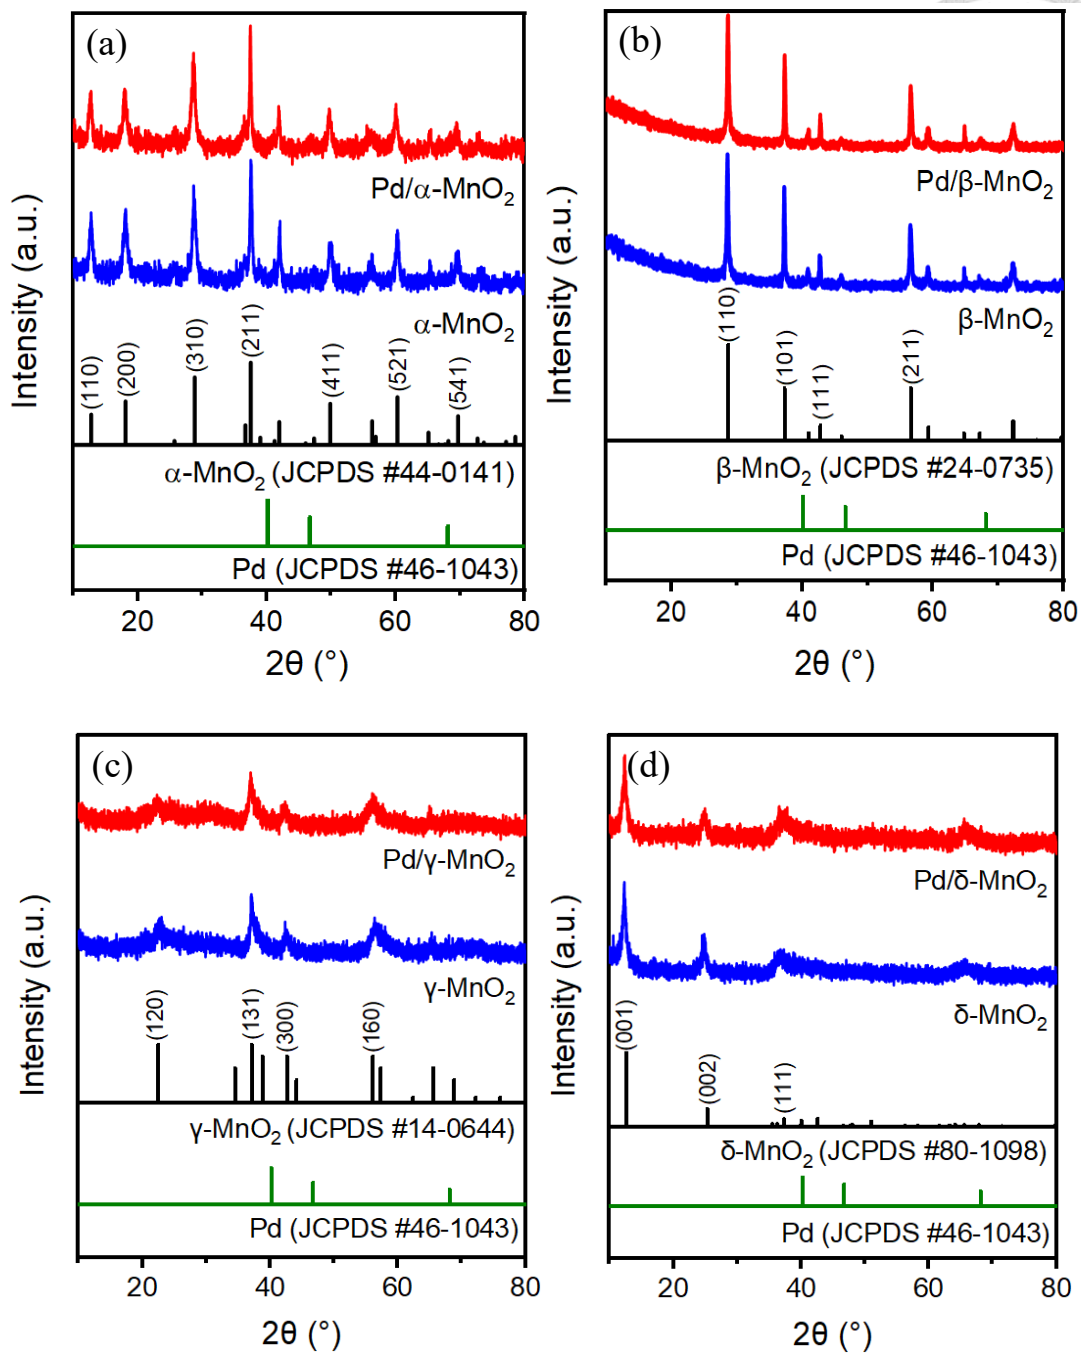 (a)
Intensity (a.u.)
Pd/α-MnO₂
α-MnO₂
(110)
(200)
(310)
(211)
(411)
(521)
(541)
α-MnO₂ (JCPDS #44-0141)
Pd (JCPDS #46-1043)
20 40 60 80
2θ (°)
(b)
Intensity (a.u.)
Pd/β-MnO₂
β-MnO₂
(110)
(101)
(111)
(211)
β-MnO₂ (JCPDS #24-0735)
Pd (JCPDS #46-1043)
20 40 60 80
2θ (°)
(c)
Intensity (a.u.)
Pd/γ-MnO₂
γ-MnO₂
(120)
(131)
(300)
(160)
γ-MnO₂ (JCPDS #14-0644)
Pd (JCPDS #46-1043)
20 40 60 80
2θ (°)
(d)
Intensity (a.u.)
Pd/δ-MnO₂
δ-MnO₂
(001)
(002)
(111)
δ-MnO₂ (JCPDS #80-1098)
Pd (JCPDS #46-1043)
20 40 60 80
2θ (°)